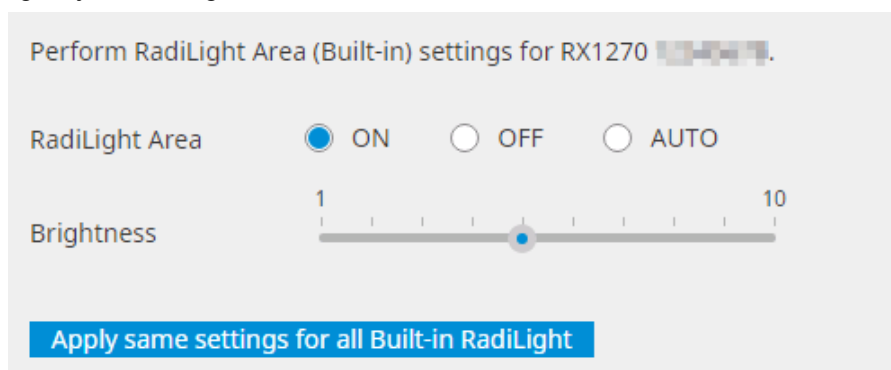 Perform RadiLight Area (Built-in) settings for RX1270 .
RadiLight Area ON OFF AUTO
1 10
Brightness
Apply same settings for all Built-in RadiLight